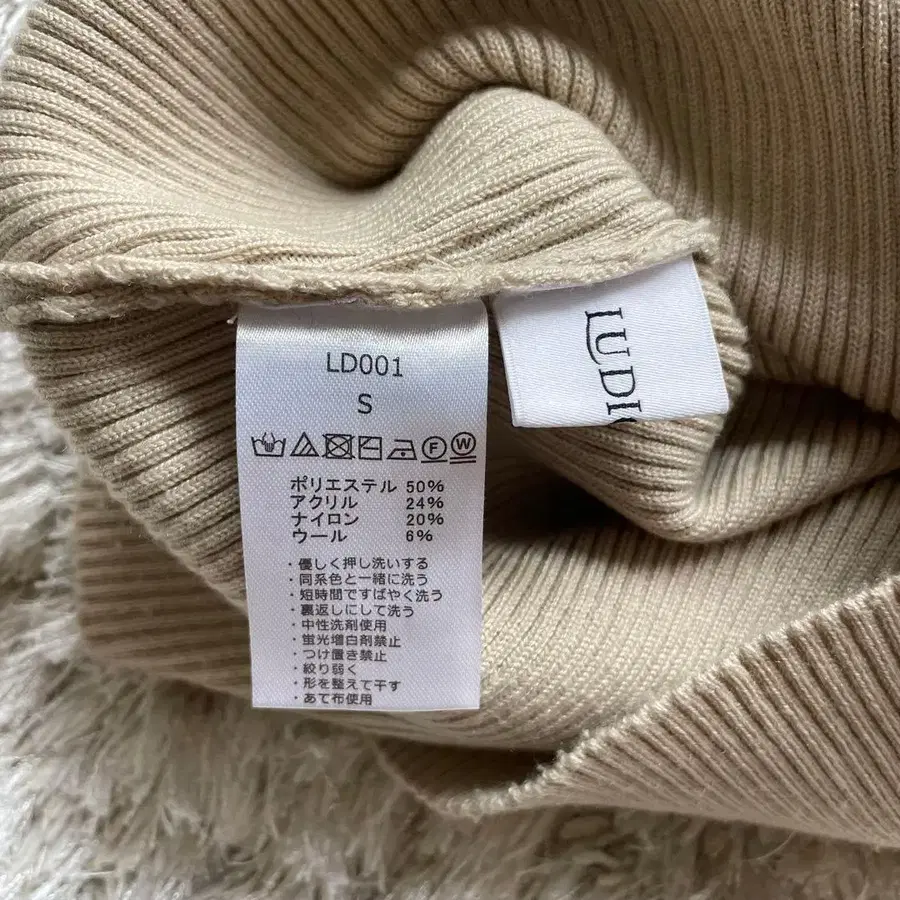 LD001
S
F W
ポリエステル 50%
アクリル 24%
ナイロン 20%
ウール 6%
・優しく押し洗いする
・同系色と一緒に洗う
・短時間ですばやく洗う
・裏返しにして洗う
・中性洗剤使用
・蛍光増白剤禁止
・つけ置き禁止
・絞り弱く
・形を整えて干す
・あて布使用
LUDI